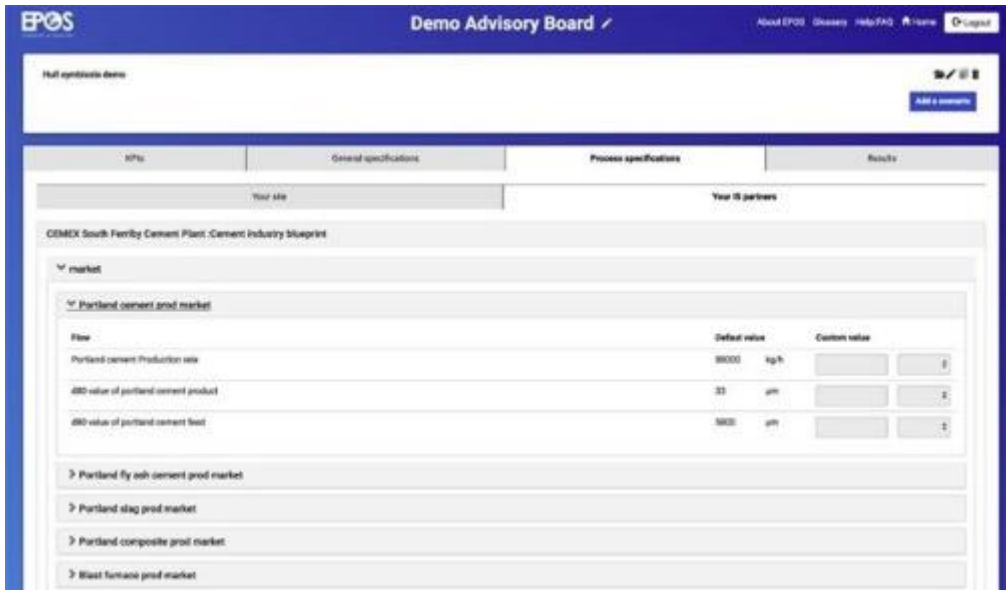 EPOS
Demo Advisory Board
About EPOS Glossary Help/FAQ Home Logout
Hull symbiosis demo
Add a scenario
KPIs General specifications Process specifications Results
Your site Your IS partners
CEMEX South Ferriby Cement Plant :Cement industry blueprint
market
Portland cement prod market
Flow Default value Custom value
Portland cement Production rate kg/h
d80 value of portland cement product 33 µm
d80 value of portland cement feed µm
Portland fly ash cement prod market
Portland slag prod market
Portland composite prod market
Blast furnace prod market